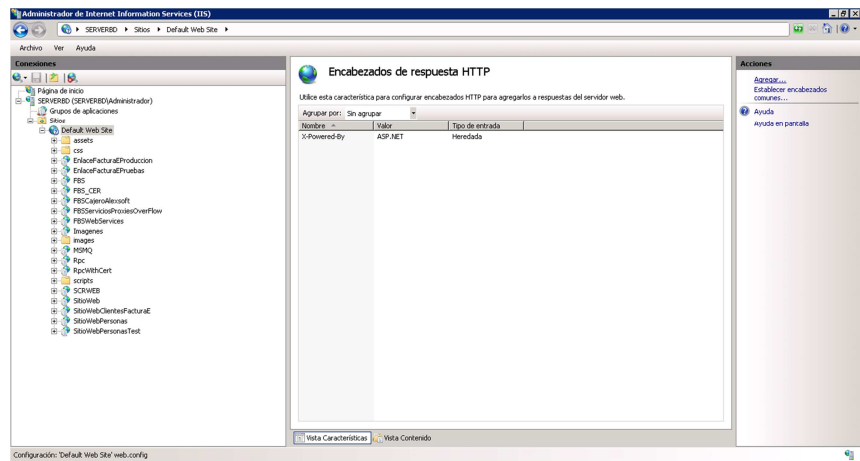 Administrador de Internet Information Services (IIS)
SERVERBD
Sitios
Default Web Site
Archivo Ver Ayuda
Conexiones
Página de inicio
SERVERBD (SERVERBD\Administrador)
Grupos de aplicaciones
Sitios
Default Web Site
assets
css
EnlaceFacturaEProduccion
EnlaceFacturaEPruebas
FBS
FBS_CER
FBSCajeroAlexsoft
FBSServiciosProxiesOverFlow
FBSWebServices
Imagenes
images
MSMQ
Rpc
RpcWithCert
scripts
SCRWEB
SitioWeb
SitioWebClientesFacturaE
SitioWebPersonas
SitioWebPersonasTest
Encabezados de respuesta HTTP
Utilice esta característica para configurar encabezados HTTP para agregarlos a respuestas del servidor web.
Agrupar por: Sin agrupar
Nombre Valor Tipo de entrada
X-Powered-By ASP.NET Heredada
Vista Características Vista Contenido
Acciones
Agregar...
Establecer encabezados
comunes...
Ayuda
Ayuda en pantalla
Configuración: 'Default Web Site' web.config